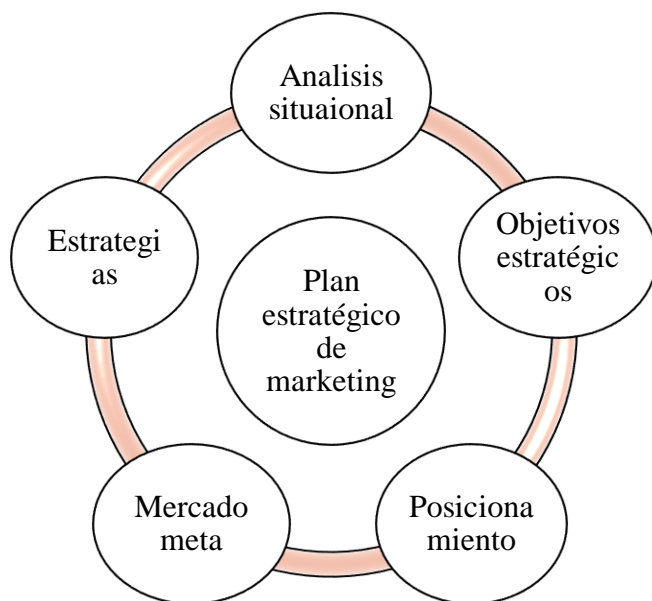 Analisis
situaional
Objetivos
estratégic
os
Posiciona
miento
Mercado
meta
Estrategi
as
Plan
estratégico
de
marketing